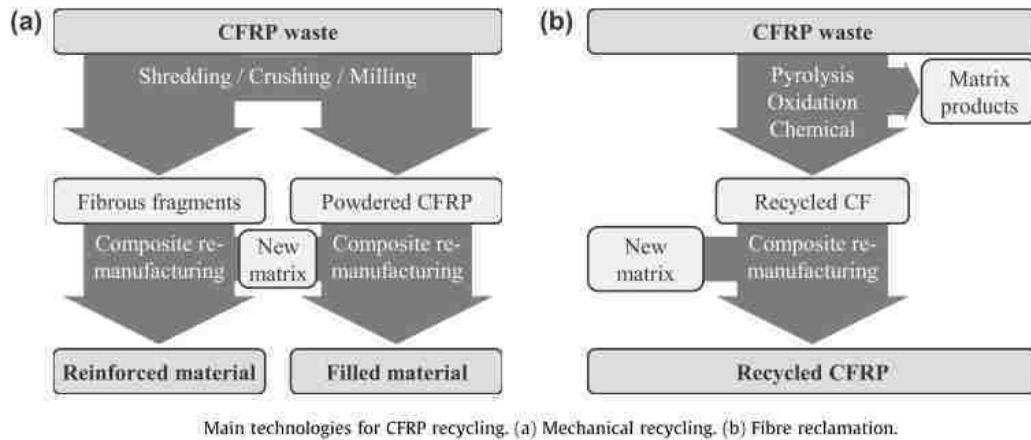 (a)
CFRP waste
Shredding / Crushing / Milling
Fibrous fragments
Powdered CFRP
Composite re-
manufacturing
New
matrix
Composite re-
manufacturing
Reinforced material
Filled material
(b)
CFRP waste
Pyrolysis
Oxidation
Chemical
Matrix
products
Recycled CF
New
matrix
Composite re-
manufacturing
Recycled CFRP
Main technologies for CFRP recycling. (a) Mechanical recycling. (b) Fibre reclamation.